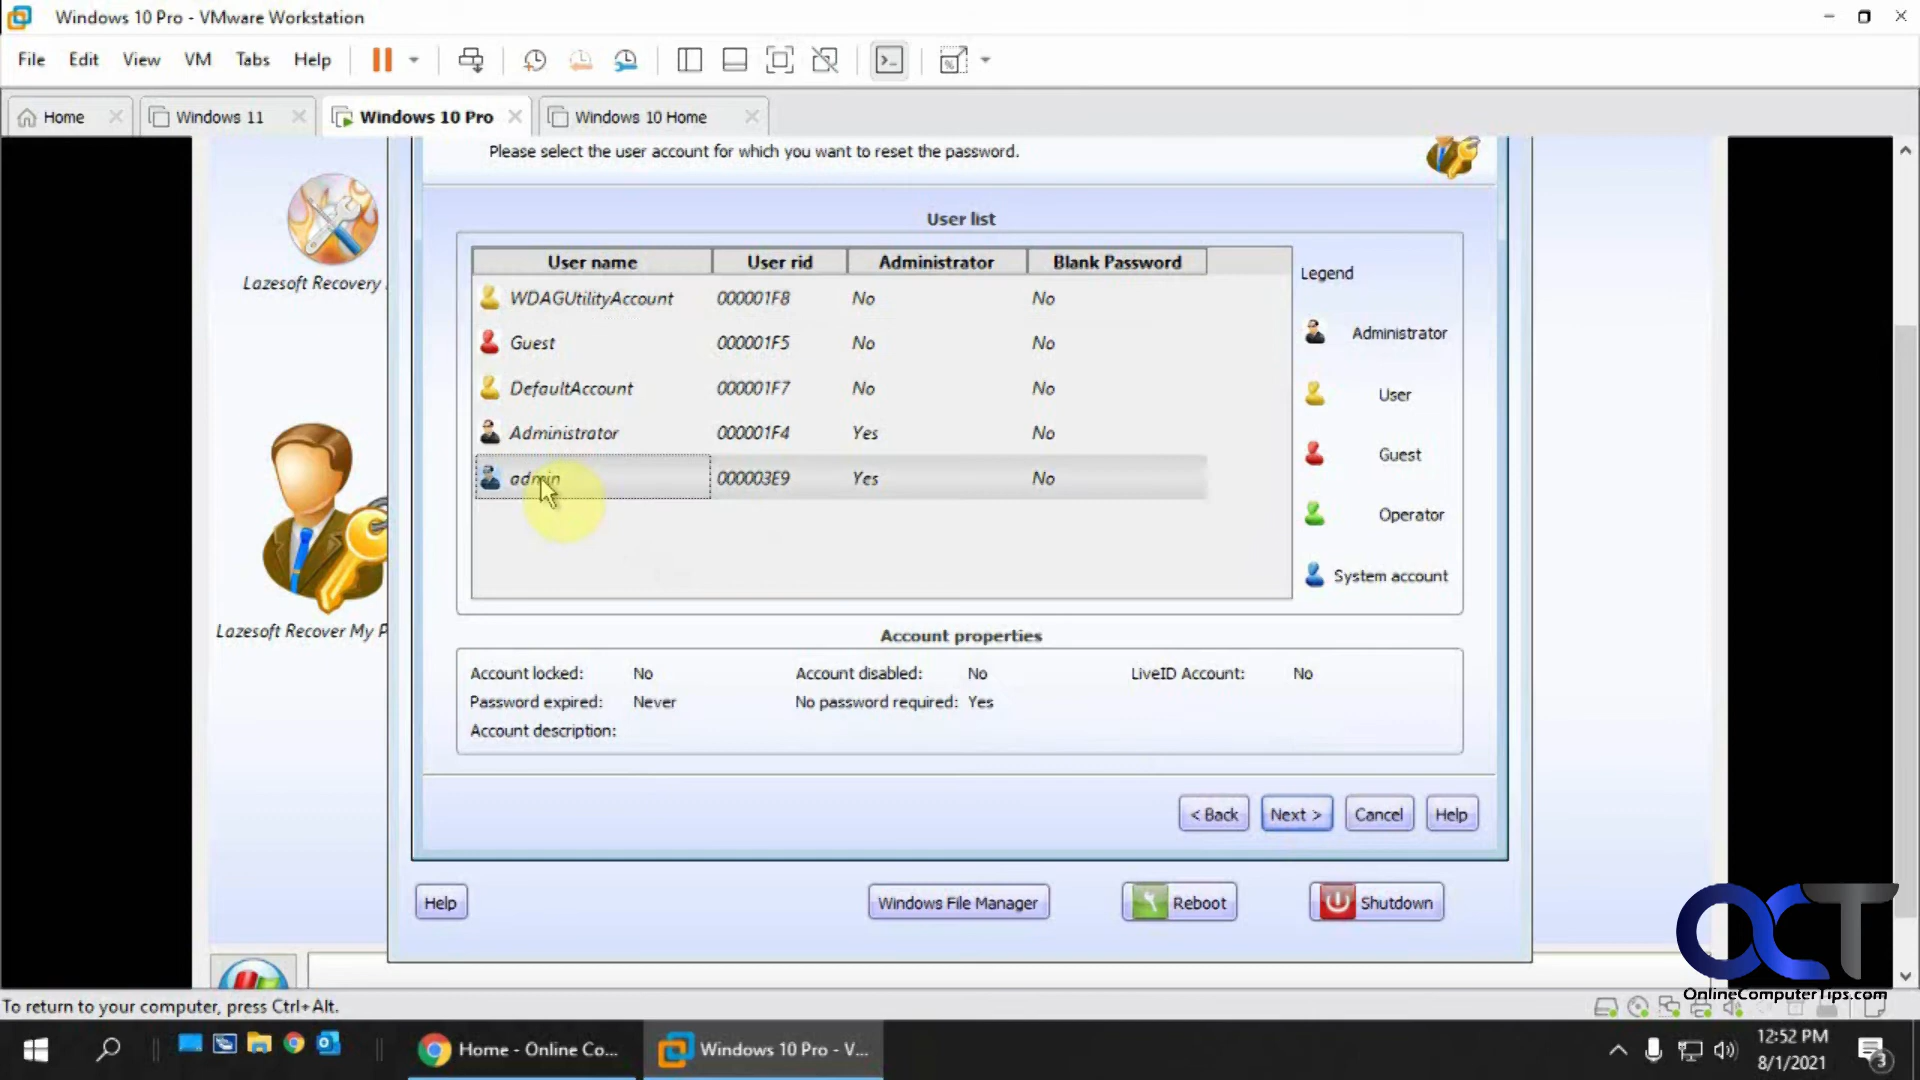 Windows 10 Pro - VMware Workstation
File Edit View VM Tabs Help
Home Windows 11 Windows 10 Pro Windows 10 Home
Please select the user account for which you want to reset the password.
Lazesoft Recovery
Lazesoft Recover My P
User list
User name User rid Administrator Blank Password
WDAGUtilityAccount 000001F8 No No
Guest 000001F5 No No
DefaultAccount 000001F7 No No
Administrator 000001F4 Yes No
admin 000003E9 Yes No
Legend
Administrator
User
Guest
Operator
System account
Account properties
Account locked: No Account disabled: No LiveID Account: No
Password expired: Never No password required: Yes
Account description:
< Back Next > Cancel Help
Help Windows File Manager Reboot Shutdown
OCT
OnlineComputerTips.com
To return to your computer, press Ctrl+Alt.
Home - Online Co... Windows 10 Pro - V...
12:52 PM
8/1/2021
3